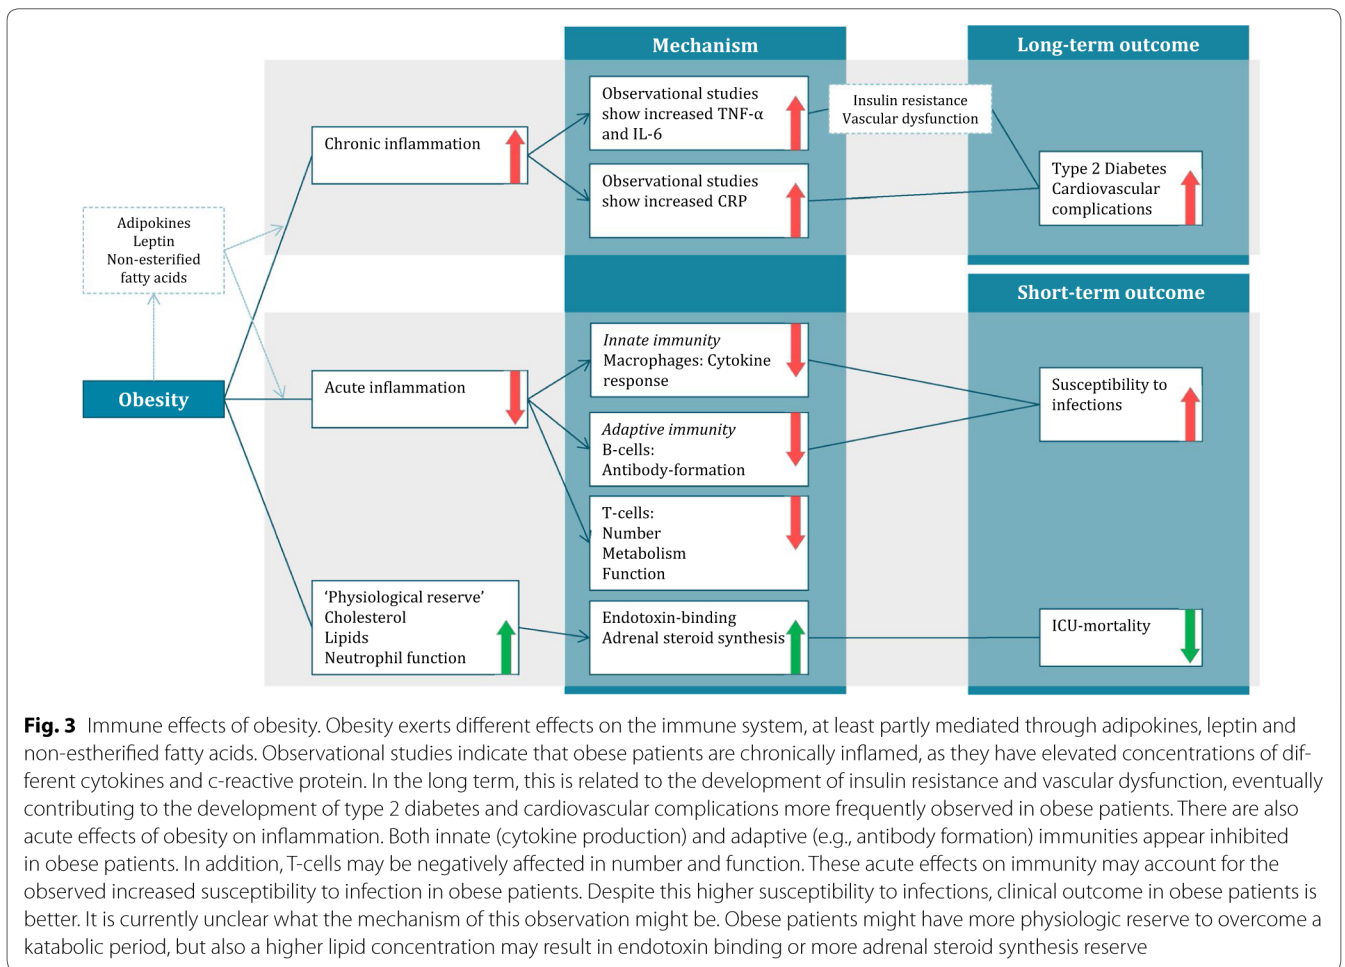 Mechanism
Long-term outcome
Observational studies
show increased TNF-α
and IL-6
Insulin resistance
Vascular dysfunction
Chronic inflammation
Type 2 Diabetes
Cardiovascular
complications
Observational studies
show increased CRP
Adipokines
Leptin
Non-esterified
fatty acids
Short-term outcome
Innate immunity
Macrophages: Cytokine
response
Obesity
Acute inflammation
Susceptibility to
infections
Adaptive immunity
B-cells:
Antibody-formation
T-cells:
Number
Metabolism
Function
‘Physiological reserve’
Cholesterol
Lipids
Neutrophil function
Endotoxin-binding
Adrenal steroid synthesis
ICU-mortality
Fig. 3 Immune effects of obesity. Obesity exerts different effects on the immune system, at least partly mediated through adipokines, leptin and
non-estherified fatty acids. Observational studies indicate that obese patients are chronically inflamed, as they have elevated concentrations of dif-
ferent cytokines and c-reactive protein. In the long term, this is related to the development of insulin resistance and vascular dysfunction, eventually
contributing to the development of type 2 diabetes and cardiovascular complications more frequently observed in obese patients. There are also
acute effects of obesity on inflammation. Both innate (cytokine production) and adaptive (e.g., antibody formation) immunities appear inhibited
in obese patients. In addition, T-cells may be negatively affected in number and function. These acute effects on immunity may account for the
observed increased susceptibility to infection in obese patients. Despite this higher susceptibility to infections, clinical outcome in obese patients is
better. It is currently unclear what the mechanism of this observation might be. Obese patients might have more physiologic reserve to overcome a
katabolic period, but also a higher lipid concentration may result in endotoxin binding or more adrenal steroid synthesis reserve